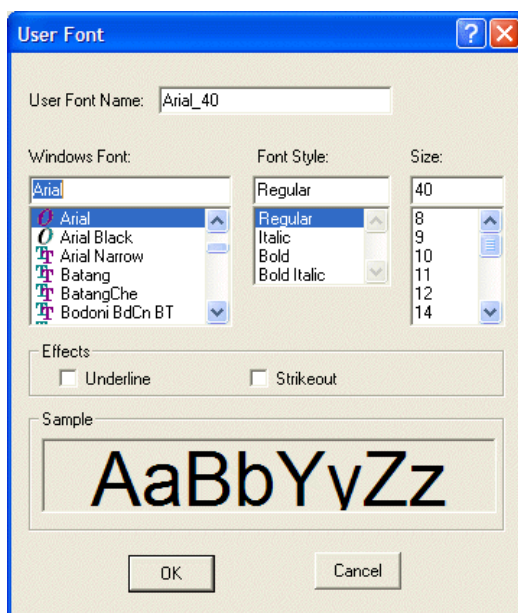 User Font
User Font Name: Arial_40
Windows Font: Font Style: Size:
Arial Regular 40
Arial Regular 8
Arial Black Italic 9
Arial Narrow Bold 10
Batang Bold Italic 11
BatangChe 12
Bodoni BdCn BT 14
Effects
Underline Strikeout
Sample
AaBbYyZz
OK Cancel